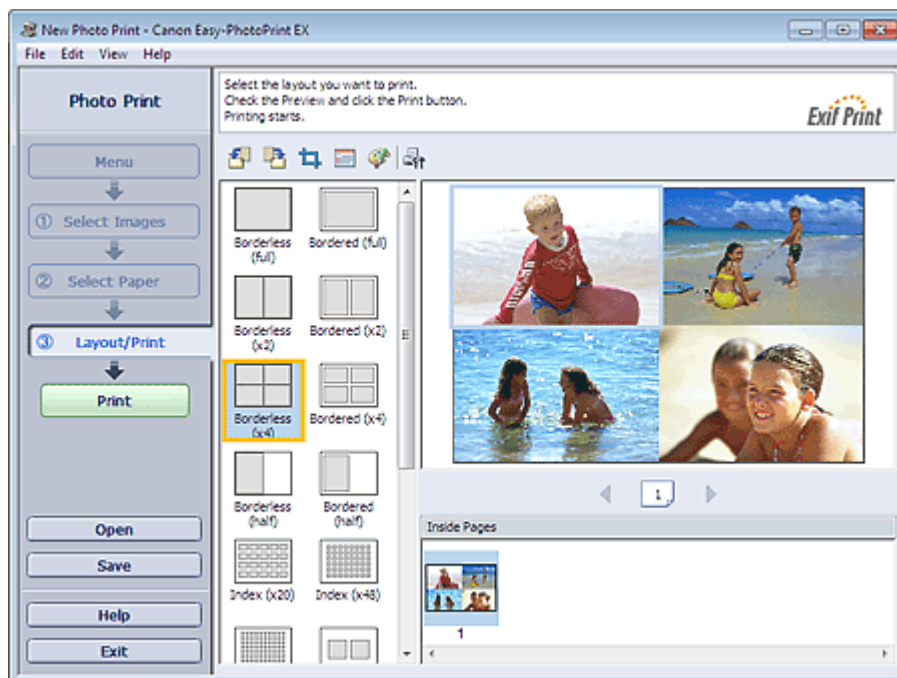 New Photo Print - Canon Easy-PhotoPrint EX
File Edit View Help
Photo Print
Select the layout you want to print.
Check the Preview and click the Print button.
Printing starts.
Exif Print
Menu
① Select Images
② Select Paper
③ Layout/Print
Print
Open
Save
Help
Exit
Borderless
(full)
Bordered (full)
Borderless
(x2)
Bordered (x2)
Borderless
(x4)
Bordered (x4)
Borderless
(half)
Bordered
(half)
Index (x20)
Index (x48)
1
Inside Pages
1